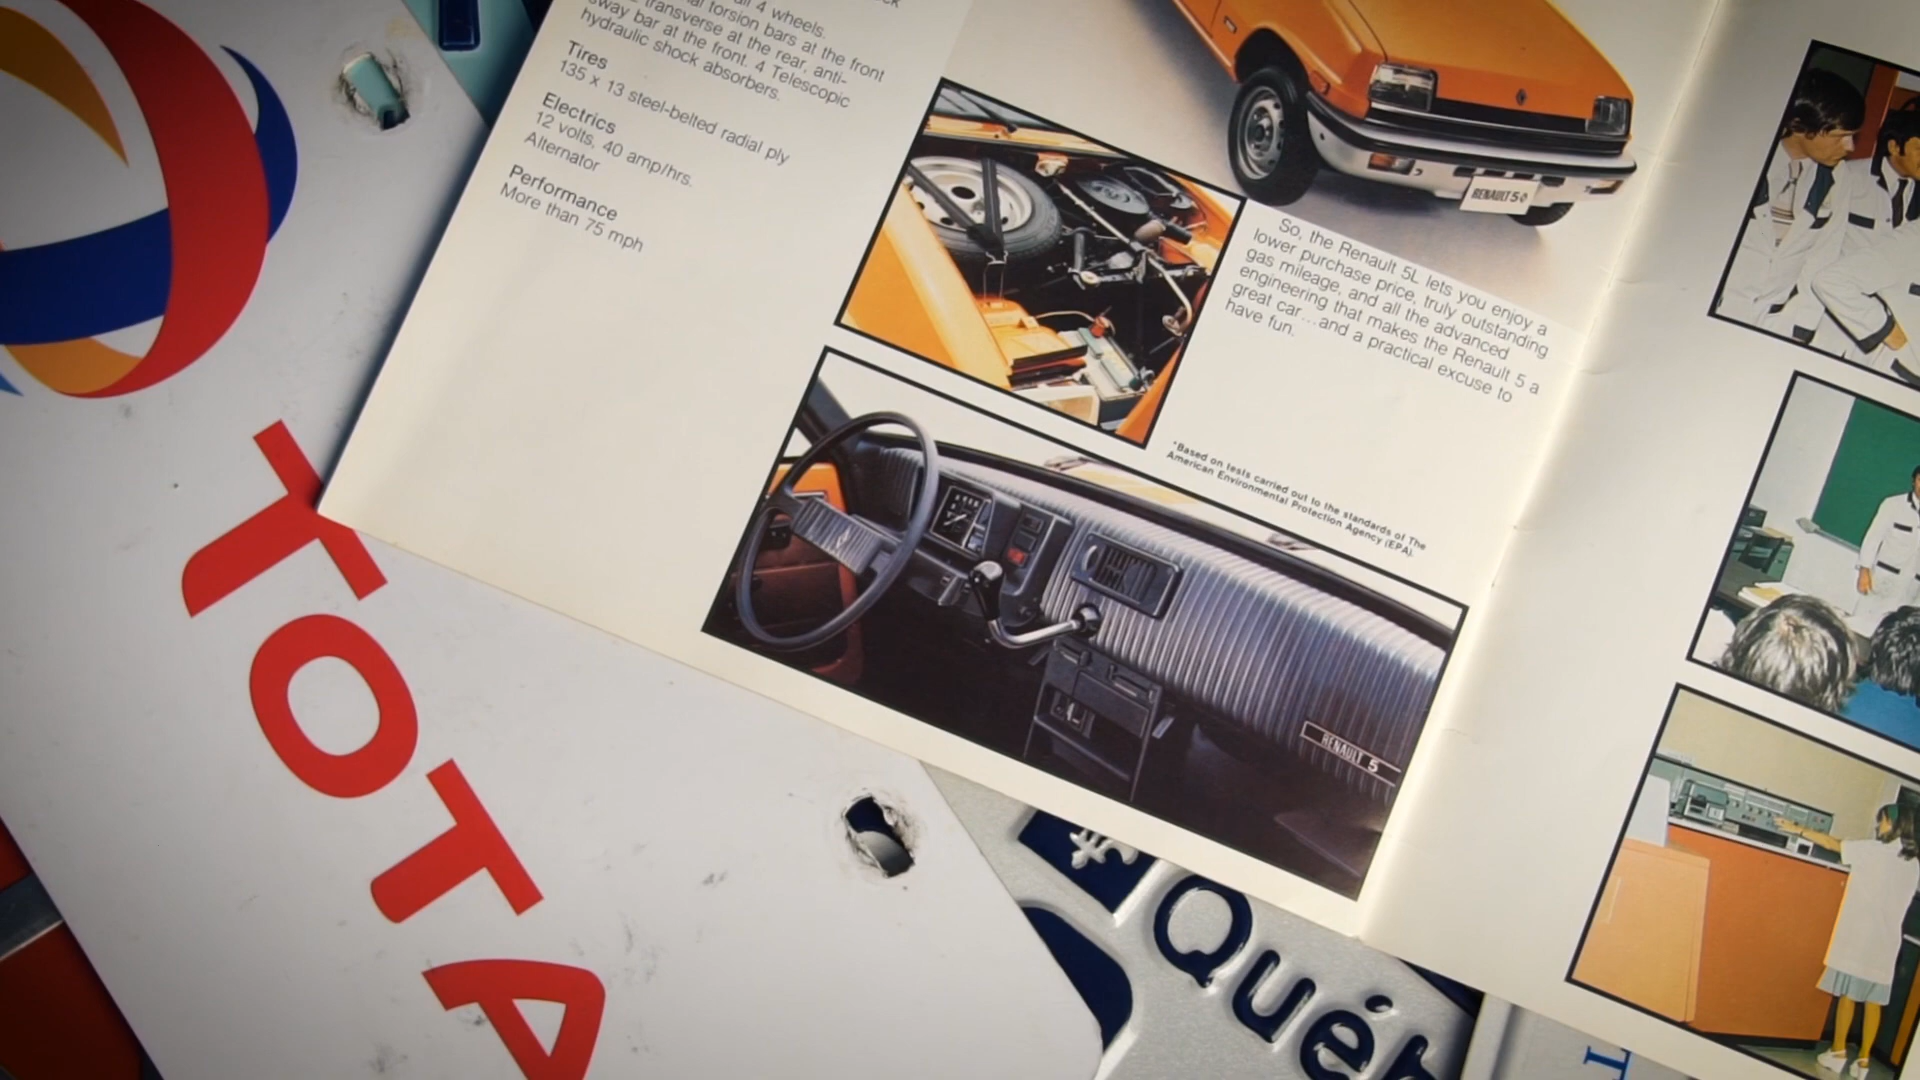 all 4 wheels.
torsion bars at the front
transverse at the rear, anti-
sway bar at the front. 4 Telescopic
hydraulic shock absorbers.
Tires
135 x 13 steel-belted radial ply
Electrics
12 volts, 40 amp/hrs.
Alternator
Performance
More than 75 mph
RENAULT 5
So, the Renault 5L lets you enjoy a
lower purchase price, truly outstanding
gas mileage, and all the advanced
engineering that makes the Renault 5 a
great car...and a practical excuse to
have fun.
*Based on tests carried out to the standards of The
American Environmental Protection Agency (EPA).
RENAULT 5
TOTA
Québ
T